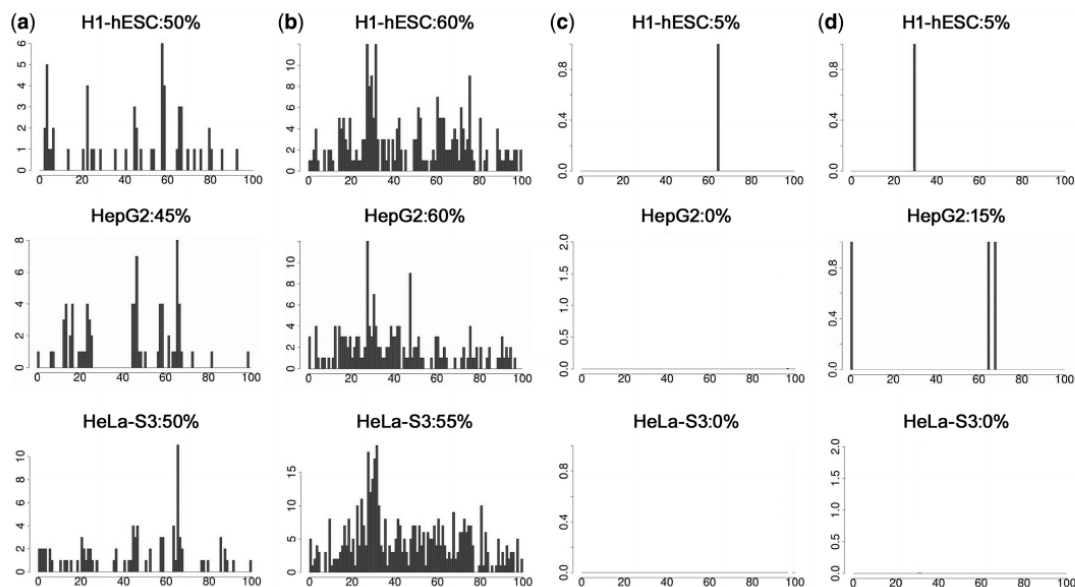 (a) H1-hESC:50% (b) H1-hESC:60% (c) H1-hESC:5% (d) H1-hESC:5%
6 5 4 3 2 1 0
0 20 40 60 80 100
12 10 8 6 4 2 0
0 20 40 60 80 100
0.8 0.4 0.0
0 20 40 60 80 100
0.8 0.4 0.0
0 20 40 60 80 100
HepG2:45% HepG2:60% HepG2:0% HepG2:15%
8 6 4 2 0
0 20 40 60 80 100
12 10 8 6 4 2 0
0 20 40 60 80 100
2.0 1.5 1.0 0.5 0.0
0 20 40 60 80 100
0.8 0.4 0.0
0 20 40 60 80 100
HeLa-S3:50% HeLa-S3:55% HeLa-S3:0% HeLa-S3:0%
10 8 6 4 2 0
0 20 40 60 80 100
15 10 5 0
0 20 40 60 80 100
0.8 0.4 0.0
0 20 40 60 80 100
2.0 1.5 1.0 0.5 0.0
0 20 40 60 80 100